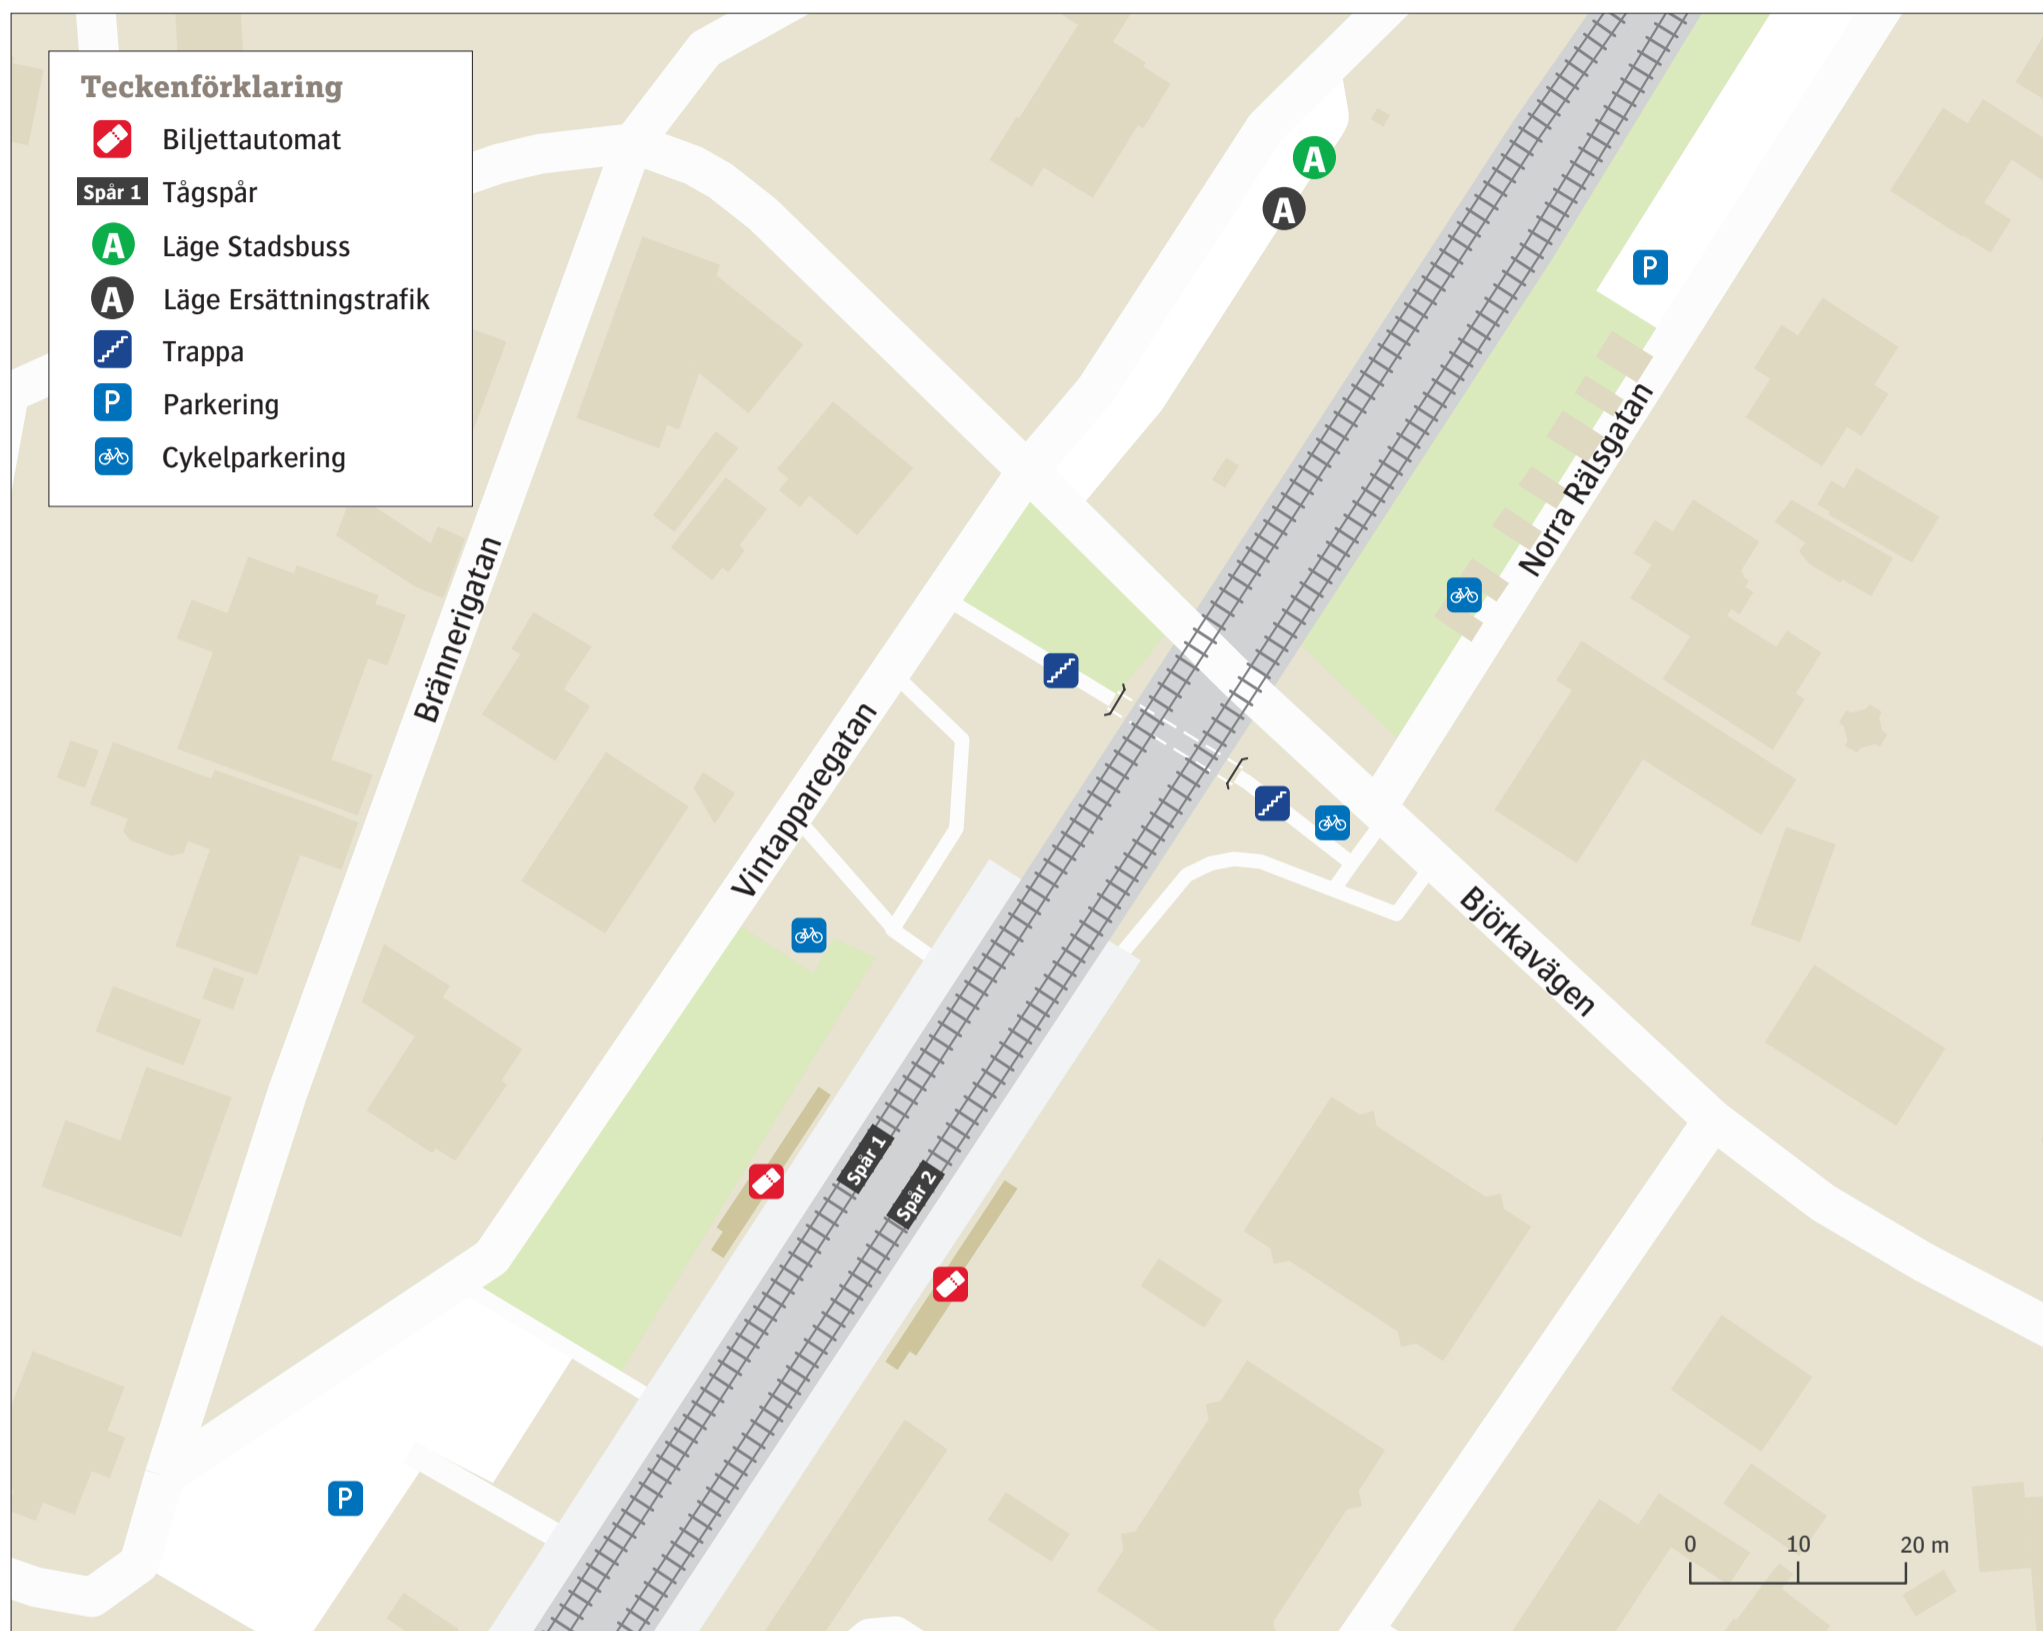 Teckenförklaring
Biljettautomat
Spår 1 Tågspår
A Läge Stadsbuss
A Läge Ersättningstrafik
Trappa
P Parkering
Cykelparkering
A
A
P
Norra Rälsgatan
Brännerigatan
Vintapparegatan
Björkavägen
Spår 1
Spår 2
P
0 10 20 m